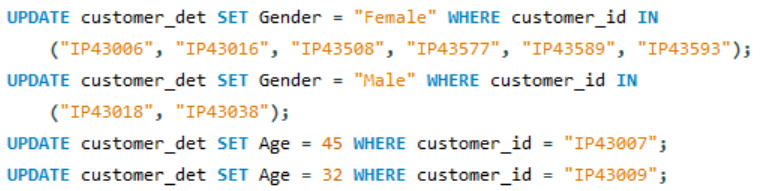 UPDATE customer_det SET Gender = "Female" WHERE customer_id IN
("IP43006", "IP43016", "IP43508", "IP43577", "IP43589", "IP43593");
UPDATE customer_det SET Gender = "Male" WHERE customer_id IN
("IP43018", "IP43038");
UPDATE customer_det SET Age = 45 WHERE customer_id = "IP43007";
UPDATE customer_det SET Age = 32 WHERE customer_id = "IP43009";